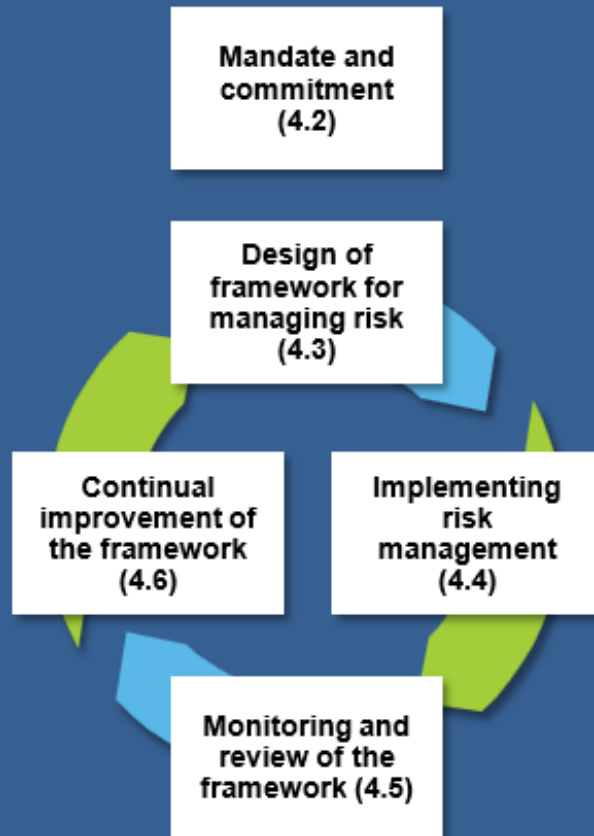 Mandate and
commitment
(4.2)
Design of
framework for
managing risk
(4.3)
Continual
improvement of
the framework
(4.6)
Implementing
risk
management
(4.4)
Monitoring and
review of the
framework (4.5)